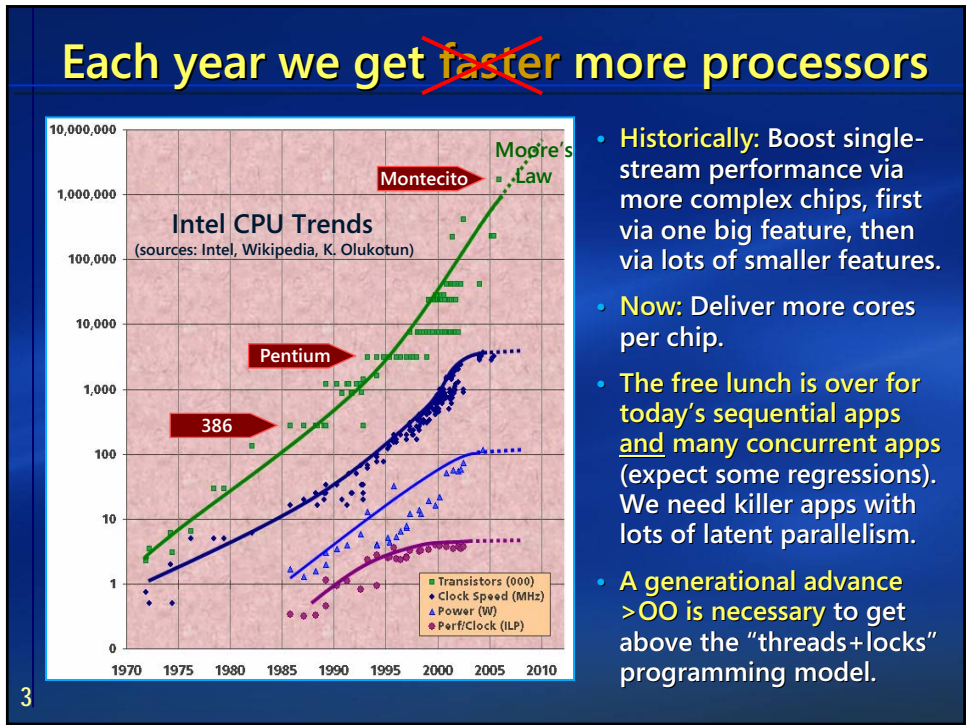 Each year we get faster more processors
10,000,000
1,000,000
100,000
10,000
1,000
100
10
1
0
1970 1975 1980 1985 1990 1995 2000 2005 2010
Intel CPU Trends
(sources: Intel, Wikipedia, K. Olukotun)
Moore's
Law
Montecito
Pentium
386
Transistors (000)
Clock Speed (MHz)
Power (W)
Perf/Clock (ILP)
• Historically: Boost single-
stream performance via
more complex chips, first
via one big feature, then
via lots of smaller features.
• Now: Deliver more cores
per chip.
• The free lunch is over for
today's sequential apps
and many concurrent apps
(expect some regressions).
We need killer apps with
lots of latent parallelism.
• A generational advance
>OO is necessary to get
above the “threads+locks”
programming model.
3